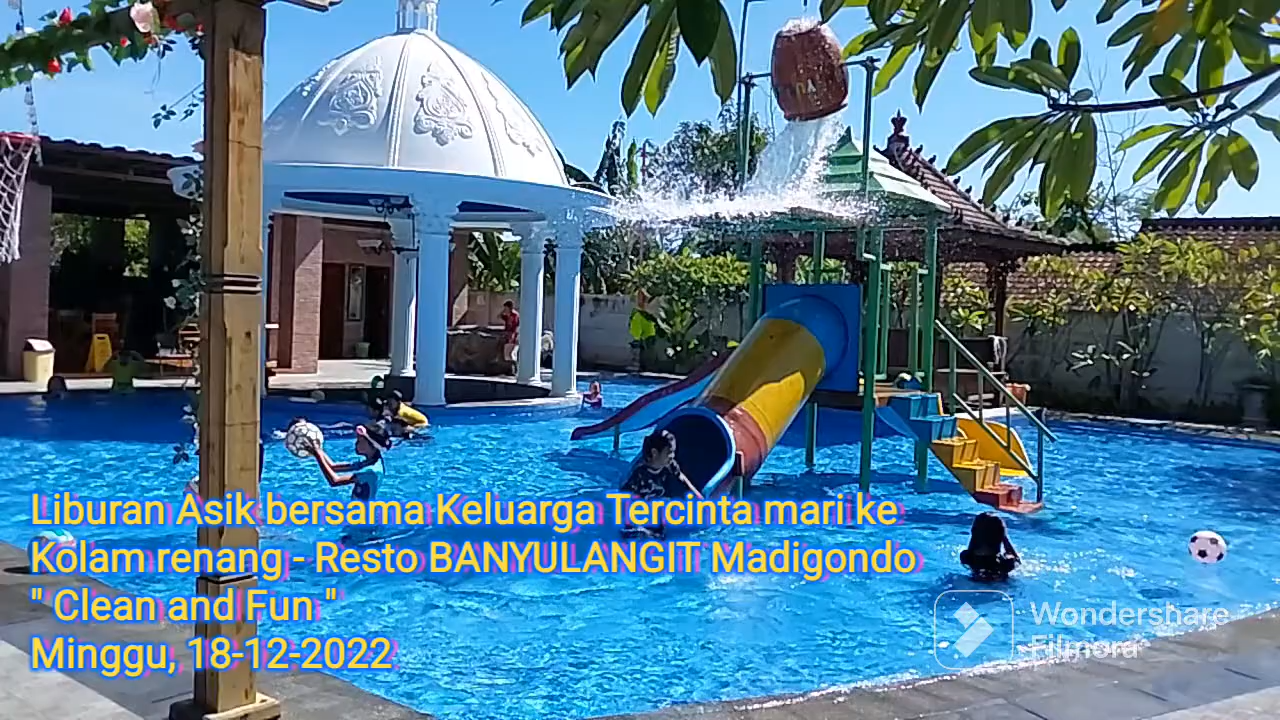 Liburan Asik bersama Keluarga Tercinta mari ke
Kolam renang - Resto BANYULANGIT Madigondo
" Clean and Fun "
Minggu, 18-12-2022
Wondershare
Filmora